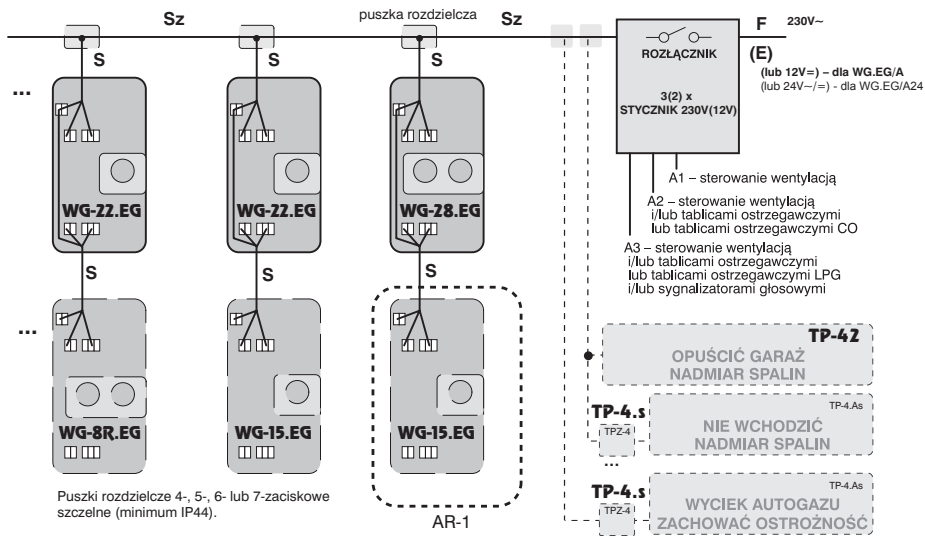 Sz
puszka rozdzielcza
Sz
F 230V~
(E)
(lub 12V=) – dla WG.EG/A
(lub 24V~/=) - dla WG.EG/A24
ROZŁĄCZNIK
3(2) x
STYCZNIK 230V(12V)
S
S
S
...
WG-22.EG
WG-22.EG
WG-28.EG
A1 – sterowanie wentylacją
A2 – sterowanie wentylacją
i/lub tablicami ostrzegawczymi
lub tablicami ostrzegawczymi CO
A3 – sterowanie wentylacją
i/lub tablicami ostrzegawczymi
lub tablicami ostrzegawczymi LPG
i/lub sygnalizatorami głosowymi
S
S
S
...
WG-8R.EG
WG-15.EG
WG-15.EG
AR-1
Puszki rozdzielcze 4-, 5-, 6- lub 7-zaciskowe
szczelne (minimum IP44).
TP-42
OPUŚCIĆ GARAŻ
NADMIAR SPALIN
TP-4.s
TPZ-4
TP-4.As
NIE WCHODZIĆ
NADMIAR SPALIN
...
TP-4.s
TPZ-4
TP-4.As
WYCIEK AUTOGAZU
ZACHOWAĆ OSTROŻNOŚĆ